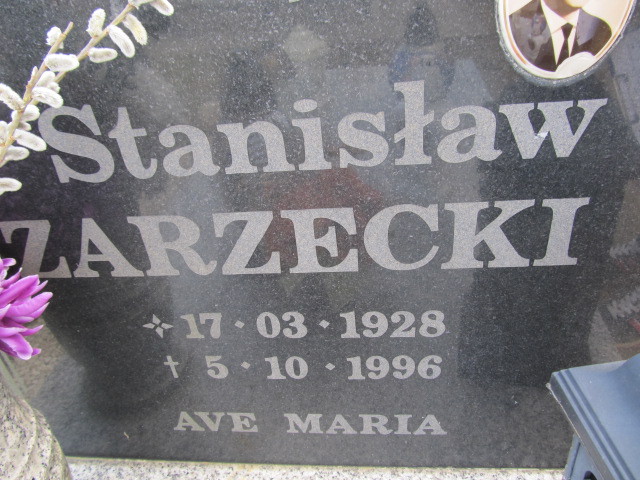 Stanisław
ZARZECKI
17 · 03 · 1928
† 5 · 10 · 1996
AVE MARIA